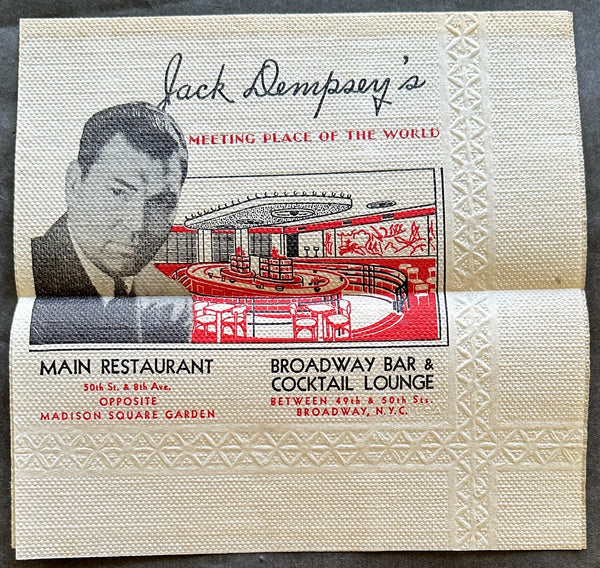 Jack Dempsey's
MEETING PLACE OF THE WORLD
MAIN RESTAURANT
50th St. & 8th Ave.
OPPOSITE
MADISON SQUARE GARDEN
BROADWAY BAR &
COCKTAIL LOUNGE
BETWEEN 49th & 50th Sts.
BROADWAY, N.Y.C.